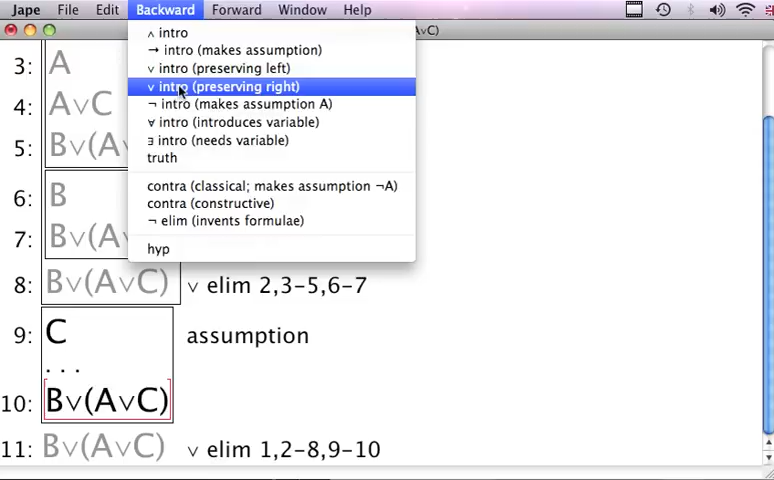 Jape File Edit Backward Forward Window Help
∨C)
∧ intro
→ intro (makes assumption)
∨ intro (preserving left)
∨ intro (preserving right)
¬ intro (makes assumption A)
∀ intro (introduces variable)
∃ intro (needs variable)
truth
contra (classical; makes assumption ¬A)
contra (constructive)
¬ elim (invents formulae)
hyp
3: A
4: A∨C
5: B∨(A
6: B
7: B∨(A
8: B∨(A∨C) ∨ elim 2,3-5,6-7
9: C assumption
...
10: B∨(A∨C)
11: B∨(A∨C) ∨ elim 1,2-8,9-10